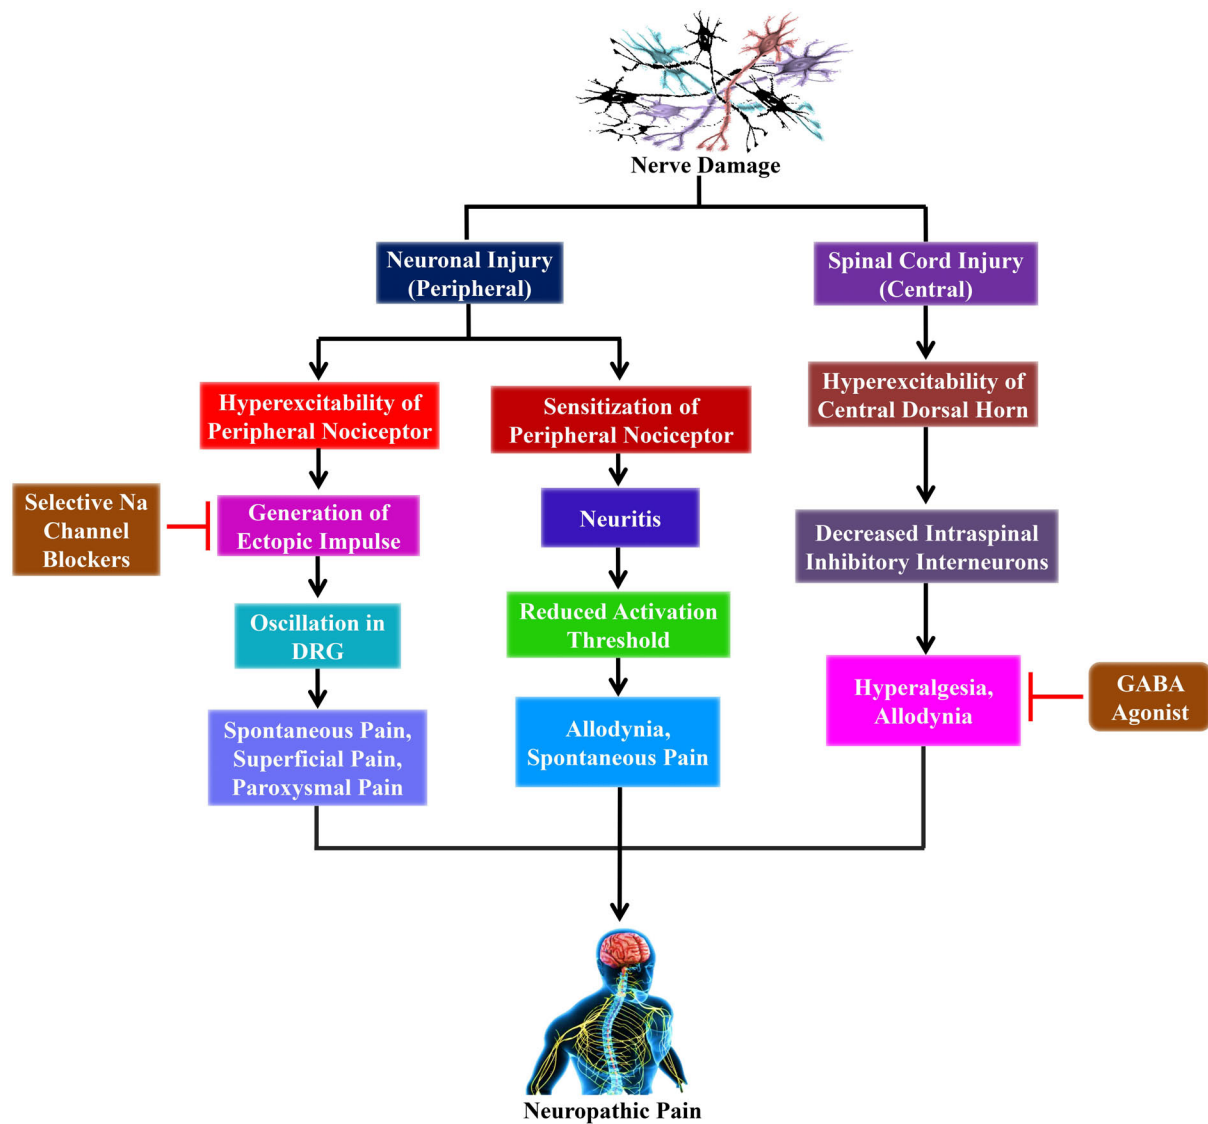 Nerve Damage
Neuronal Injury
(Peripheral)
Spinal Cord Injury
(Central)
Hyperexcitability of
Peripheral Nociceptor
Sensitization of
Peripheral Nociceptor
Hyperexcitability of
Central Dorsal Horn
Selective Na
Channel
Blockers
Generation of
Ectopic Impulse
Neuritis
Decreased Intraspinal
Inhibitory Interneurons
Oscillation in
DRG
Reduced Activation
Threshold
Hyperalgesia,
Allodynia
GABA
Agonist
Spontaneous Pain,
Superficial Pain,
Paroxysmal Pain
Allodynia,
Spontaneous Pain
Neuropathic Pain